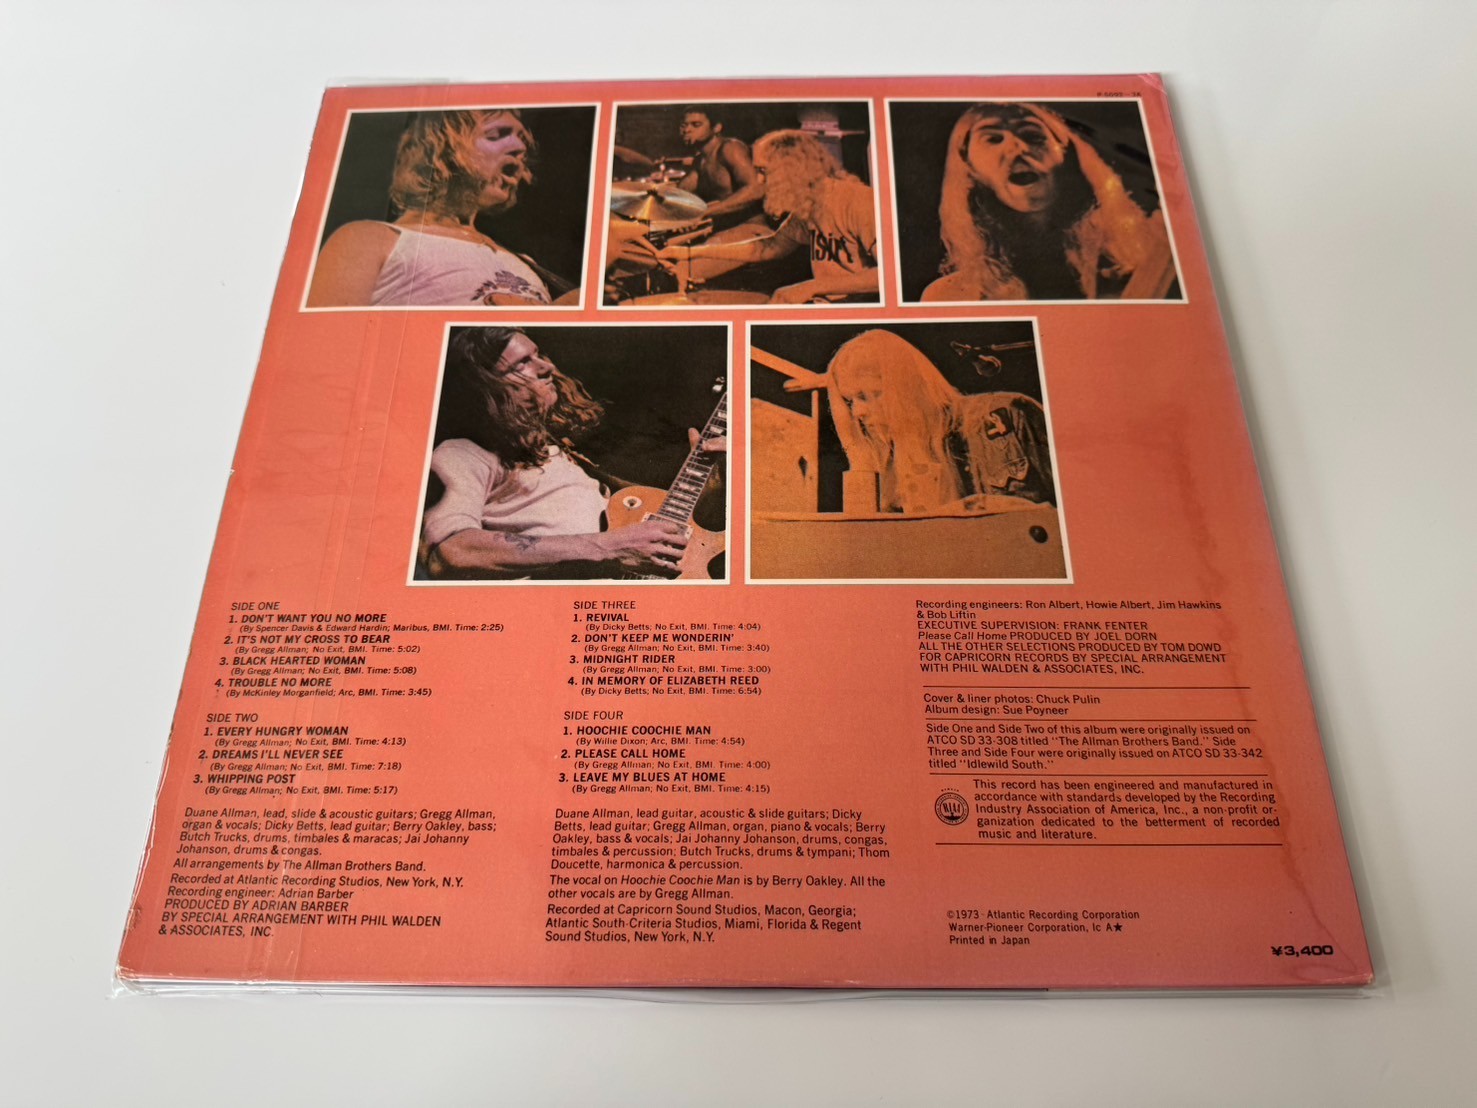 SIDE ONE
1. DON'T WANT YOU NO MORE
(By Spencer Davis & Edward Hardin; Maribus, BMI. Time: 2:25)
2. IT'S NOT MY CROSS TO BEAR
(By Gregg Allman; No Exit, BMI. Time: 5:02)
3. BLACK HEARTED WOMAN
(By Gregg Allman; No Exit, BMI. Time: 5:08)
4. TROUBLE NO MORE
(By McKinley Morganfield; Arc, BMI. Time: 3:45)
SIDE TWO
1. EVERY HUNGRY WOMAN
(By Gregg Allman; No Exit, BMI. Time: 4:13)
2. DREAMS I'LL NEVER SEE
(By Gregg Allman; No Exit, BMI. Time: 7:18)
3. WHIPPING POST
(By Gregg Allman; No Exit, BMI. Time: 5:17)
Duane Allman, lead, slide & acoustic guitars; Gregg Allman,
organ & vocals; Dicky Betts, lead guitar; Berry Oakley, bass;
Butch Trucks, drums, timbales & maracas; Jai Johanny
Johanson, drums & congas.
All arrangements by The Allman Brothers Band.
Recorded at Atlantic Recording Studios, New York, N.Y.
Recording engineer: Adrian Barber
PRODUCED BY ADRIAN BARBER
BY SPECIAL ARRANGEMENT WITH PHIL WALDEN
& ASSOCIATES, INC.
SIDE THREE
1. REVIVAL
(By Dicky Betts; No Exit, BMI. Time: 4:04)
2. DON'T KEEP ME WONDERIN'
(By Gregg Allman; No Exit, BMI. Time: 3:40)
3. MIDNIGHT RIDER
(By Gregg Allman; No Exit, BMI. Time: 3:00)
4. IN MEMORY OF ELIZABETH REED
(By Dicky Betts; No Exit, BMI. Time: 6:54)
SIDE FOUR
1. HOOCHIE COOCHIE MAN
(By Willie Dixon; Arc, BMI. Time: 4:54)
2. PLEASE CALL HOME
(By Gregg Allman; No Exit, BMI. Time: 4:00)
3. LEAVE MY BLUES AT HOME
(By Gregg Allman; No Exit, BMI. Time: 4:15)
Duane Allman, lead guitar, acoustic & slide guitars; Dicky
Betts, lead guitar; Gregg Allman, organ, piano & vocals; Berry
Oakley, bass & vocals; Jai Johanny Johanson, drums, congas,
timbales & percussion; Butch Trucks, drums & tympani; Thom
Doucette, harmonica & percussion.
The vocal on Hoochie Coochie Man is by Berry Oakley. All the
other vocals are by Gregg Allman.
Recorded at Capricorn Sound Studios, Macon, Georgia;
Atlantic South-Criteria Studios, Miami, Florida & Regent
Sound Studios, New York, N.Y.
Recording engineers: Ron Albert, Howie Albert, Jim Hawkins
& Bob Liftin
EXECUTIVE SUPERVISION: FRANK FENTER
Please Call Home PRODUCED BY JOEL DORN
ALL THE OTHER SELECTIONS PRODUCED BY TOM DOWD
FOR CAPRICORN RECORDS BY SPECIAL ARRANGEMENT
WITH PHIL WALDEN & ASSOCIATES, INC.
Cover & liner photos: Chuck Pulin
Album design: Sue Poyneer
Side One and Side Two of this album were originally issued on
ATCO SD 33-308 titled "The Allman Brothers Band." Side
Three and Side Four were originally issued on ATCO SD 33-342
titled "Idlewild South."
This record has been engineered and manufactured in
accordance with standards developed by the Recording
Industry Association of America, Inc., a non-profit or-
ganization dedicated to the betterment of recorded
music and literature.
©1973 · Atlantic Recording Corporation
Warner-Pioneer Corporation, Ic A★
Printed in Japan
¥3,400